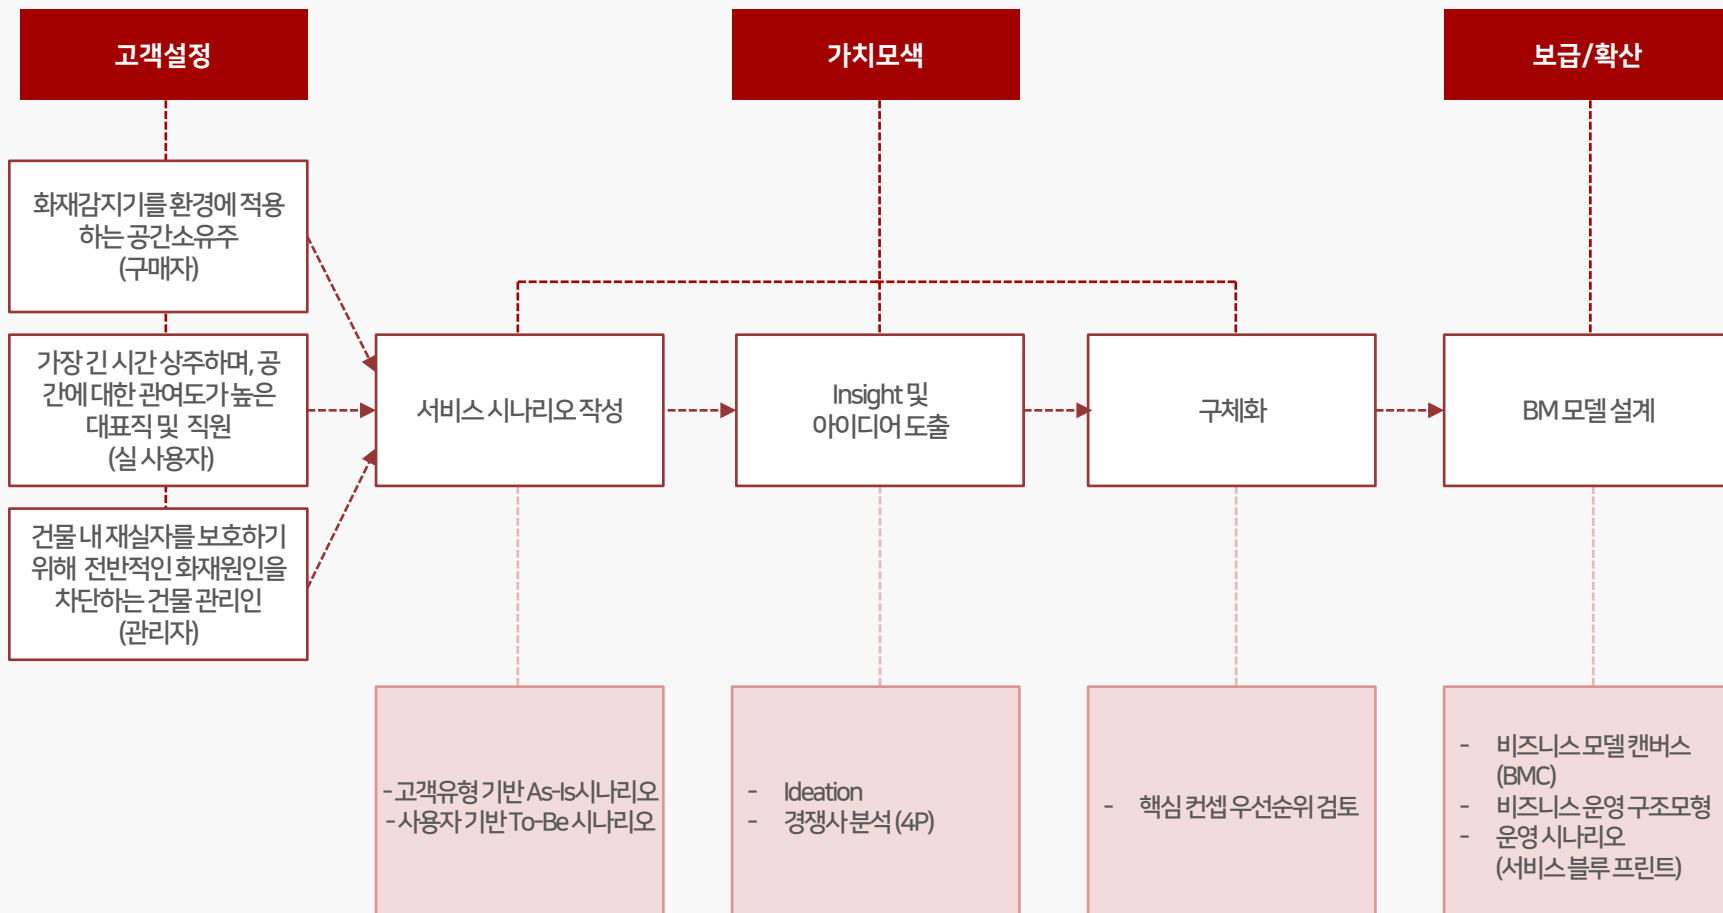 고객설정
가치모색
보급/확산
화재감지기를 환경에 적용
하는 공간소유주
(구매자)
가장 긴 시간 상주하며, 공
간에 대한 관여도가 높은
대표직 및 직원
(실 사용자)
건물 내 재실자를 보호하기
위해 전반적인 화재원인을
차단하는 건물 관리인
(관리자)
서비스 시나리오 작성
Insight 및
아이디어 도출
구체화
BM 모델 설계
- 고객유형 기반 As-Is시나리오
- 사용자 기반 To-Be 시나리오
- Ideation
- 경쟁사 분석 (4P)
- 핵심 컨셉 우선순위 검토
- 비즈니스 모델 캔버스
(BMC)
- 비즈니스 운영 구조모형
- 운영 시나리오
(서비스 블루 프린트)